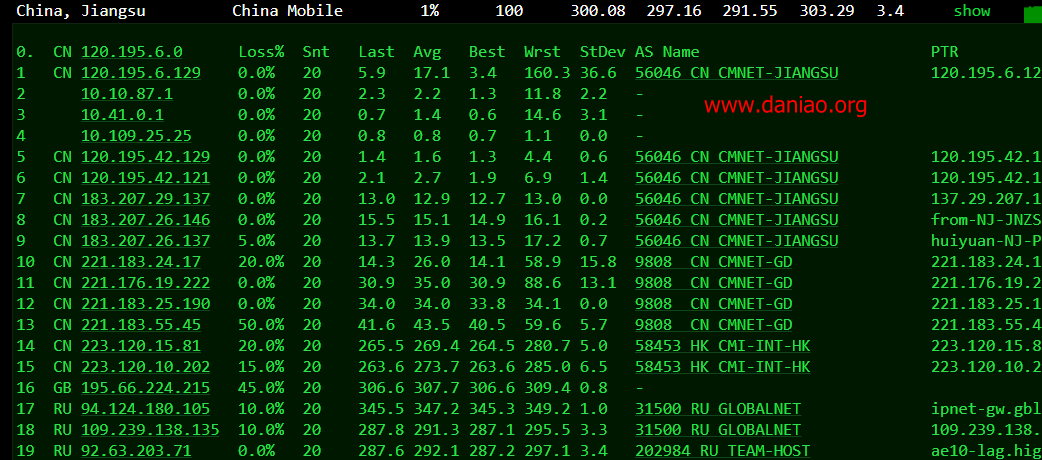 China, Jiangsu China Mobile 1% 100 300.08 297.16 291.55 303.29 3.4 show
0. CN 120.195.6.0 Loss% Snt Last Avg Best Wrst StDev AS Name PTR
1 CN 120.195.6.129 0.0% 20 5.9 17.1 3.4 160.3 36.6 56046 CN CMNET-JIANGSU 120.195.6.12
2 10.10.87.1 0.0% 20 2.3 2.2 1.3 11.8 2.2 -
www.daniao.org
3 10.41.0.1 0.0% 20 0.7 1.4 0.6 14.6 3.1 -
4 10.109.25.25 0.0% 20 0.8 0.8 0.7 1.1 0.0 -
5 CN 120.195.42.129 0.0% 20 1.4 1.6 1.3 4.4 0.6 56046 CN CMNET-JIANGSU 120.195.42.1
6 CN 120.195.42.121 0.0% 20 2.1 2.7 1.9 6.9 1.4 56046 CN CMNET-JIANGSU 120.195.42.1
7 CN 183.207.29.137 0.0% 20 13.0 12.9 12.7 13.0 0.0 56046 CN CMNET-JIANGSU 137.29.207.1
8 CN 183.207.26.146 0.0% 20 15.5 15.1 14.9 16.1 0.2 56046 CN CMNET-JIANGSU from-NJ-JNZS
9 CN 183.207.26.137 5.0% 20 13.7 13.9 13.5 17.2 0.7 56046 CN CMNET-JIANGSU huiyuan-NJ-P
10 CN 221.183.24.17 20.0% 20 14.3 26.0 14.1 58.9 15.8 9808 CN CMNET-GD 221.183.24.1
11 CN 221.176.19.222 0.0% 20 30.9 35.0 30.9 88.6 13.1 9808 CN CMNET-GD 221.176.19.2
12 CN 221.183.25.190 0.0% 20 34.0 34.0 33.8 34.1 0.0 9808 CN CMNET-GD 221.183.25.1
13 CN 221.183.55.45 50.0% 20 41.6 43.5 40.5 59.6 5.7 9808 CN CMNET-GD 221.183.55.4
14 CN 223.120.15.81 20.0% 20 265.5 269.4 264.5 280.7 5.0 58453 HK CMI-INT-HK 223.120.15.8
15 CN 223.120.10.202 15.0% 20 263.6 273.7 263.6 285.0 6.5 58453 HK CMI-INT-HK 223.120.10.2
16 GB 195.66.224.215 45.0% 20 306.6 307.7 306.6 309.4 0.8 -
17 RU 94.124.180.105 10.0% 20 345.5 347.2 345.3 349.2 1.0 31500 RU GLOBALNET ipnet-gw.gbl
18 RU 109.239.138.135 10.0% 20 287.8 291.3 287.1 295.5 3.3 31500 RU GLOBALNET 109.239.138.
19 RU 92.63.203.71 0.0% 20 287.6 292.1 287.2 297.1 3.4 202984 RU TEAM-HOST ae10-lag.hig